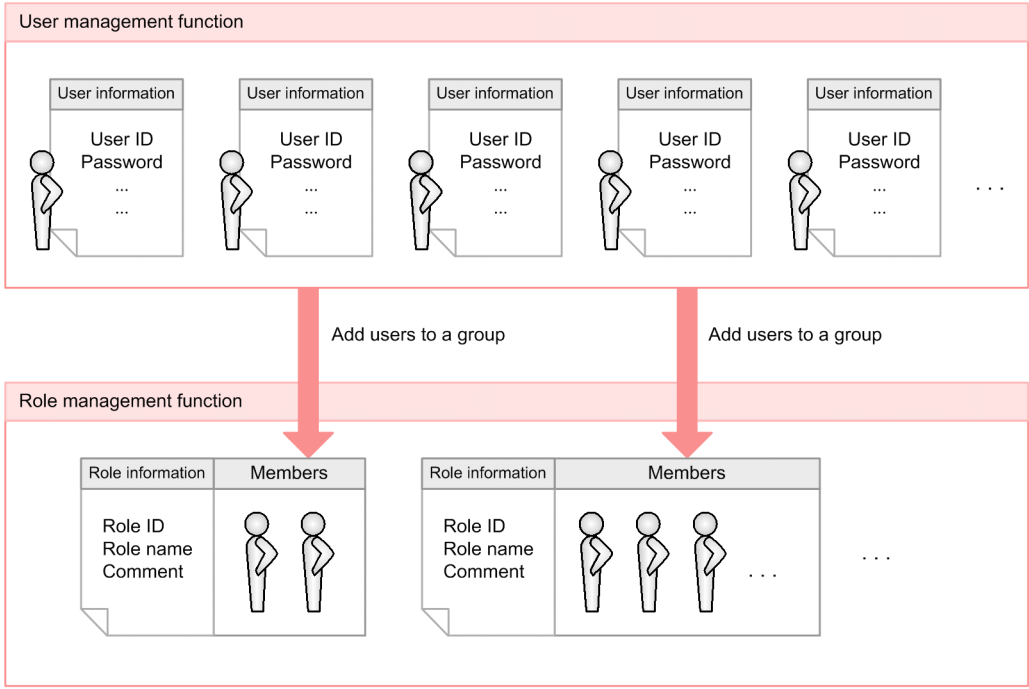 User management function
User information User information User information User information User information
User ID User ID User ID User ID User ID
Password Password Password Password Password
... ... ... ... ... . . .
... ... ... ... ...
Add users to a group Add users to a group
Role management function
Role information Members Role information Members
Role ID Role ID
Role name Role name . . .
Comment Comment . . .